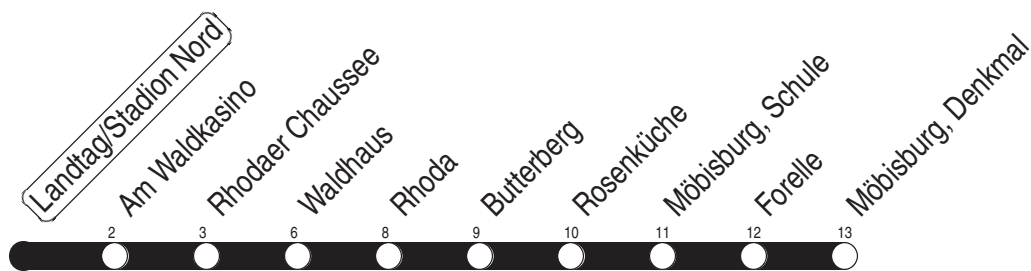 Landtag/Stadion Nord
Am Waldkasino
Rhodaer Chaussee
Waldhaus
Rhoda
Butterberg
Rosenküche
Möbisburg, Schule
Forelle
Möbisburg, Denkmal
2 3 6 8 9 10 11 12 13